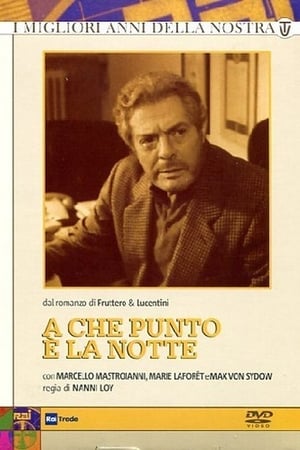 I MIGLIORI ANNI DELLA NOSTRA TV
dal romanzo di Fruttero & Lucentini
A CHE PUNTO
È LA NOTTE
con MARCELLO MASTROIANNI, MARIE LAFORÊT e MAX VON SYDOW
regia di NANNI LOY
Rai
Rai Trade
DVD
VIDEO